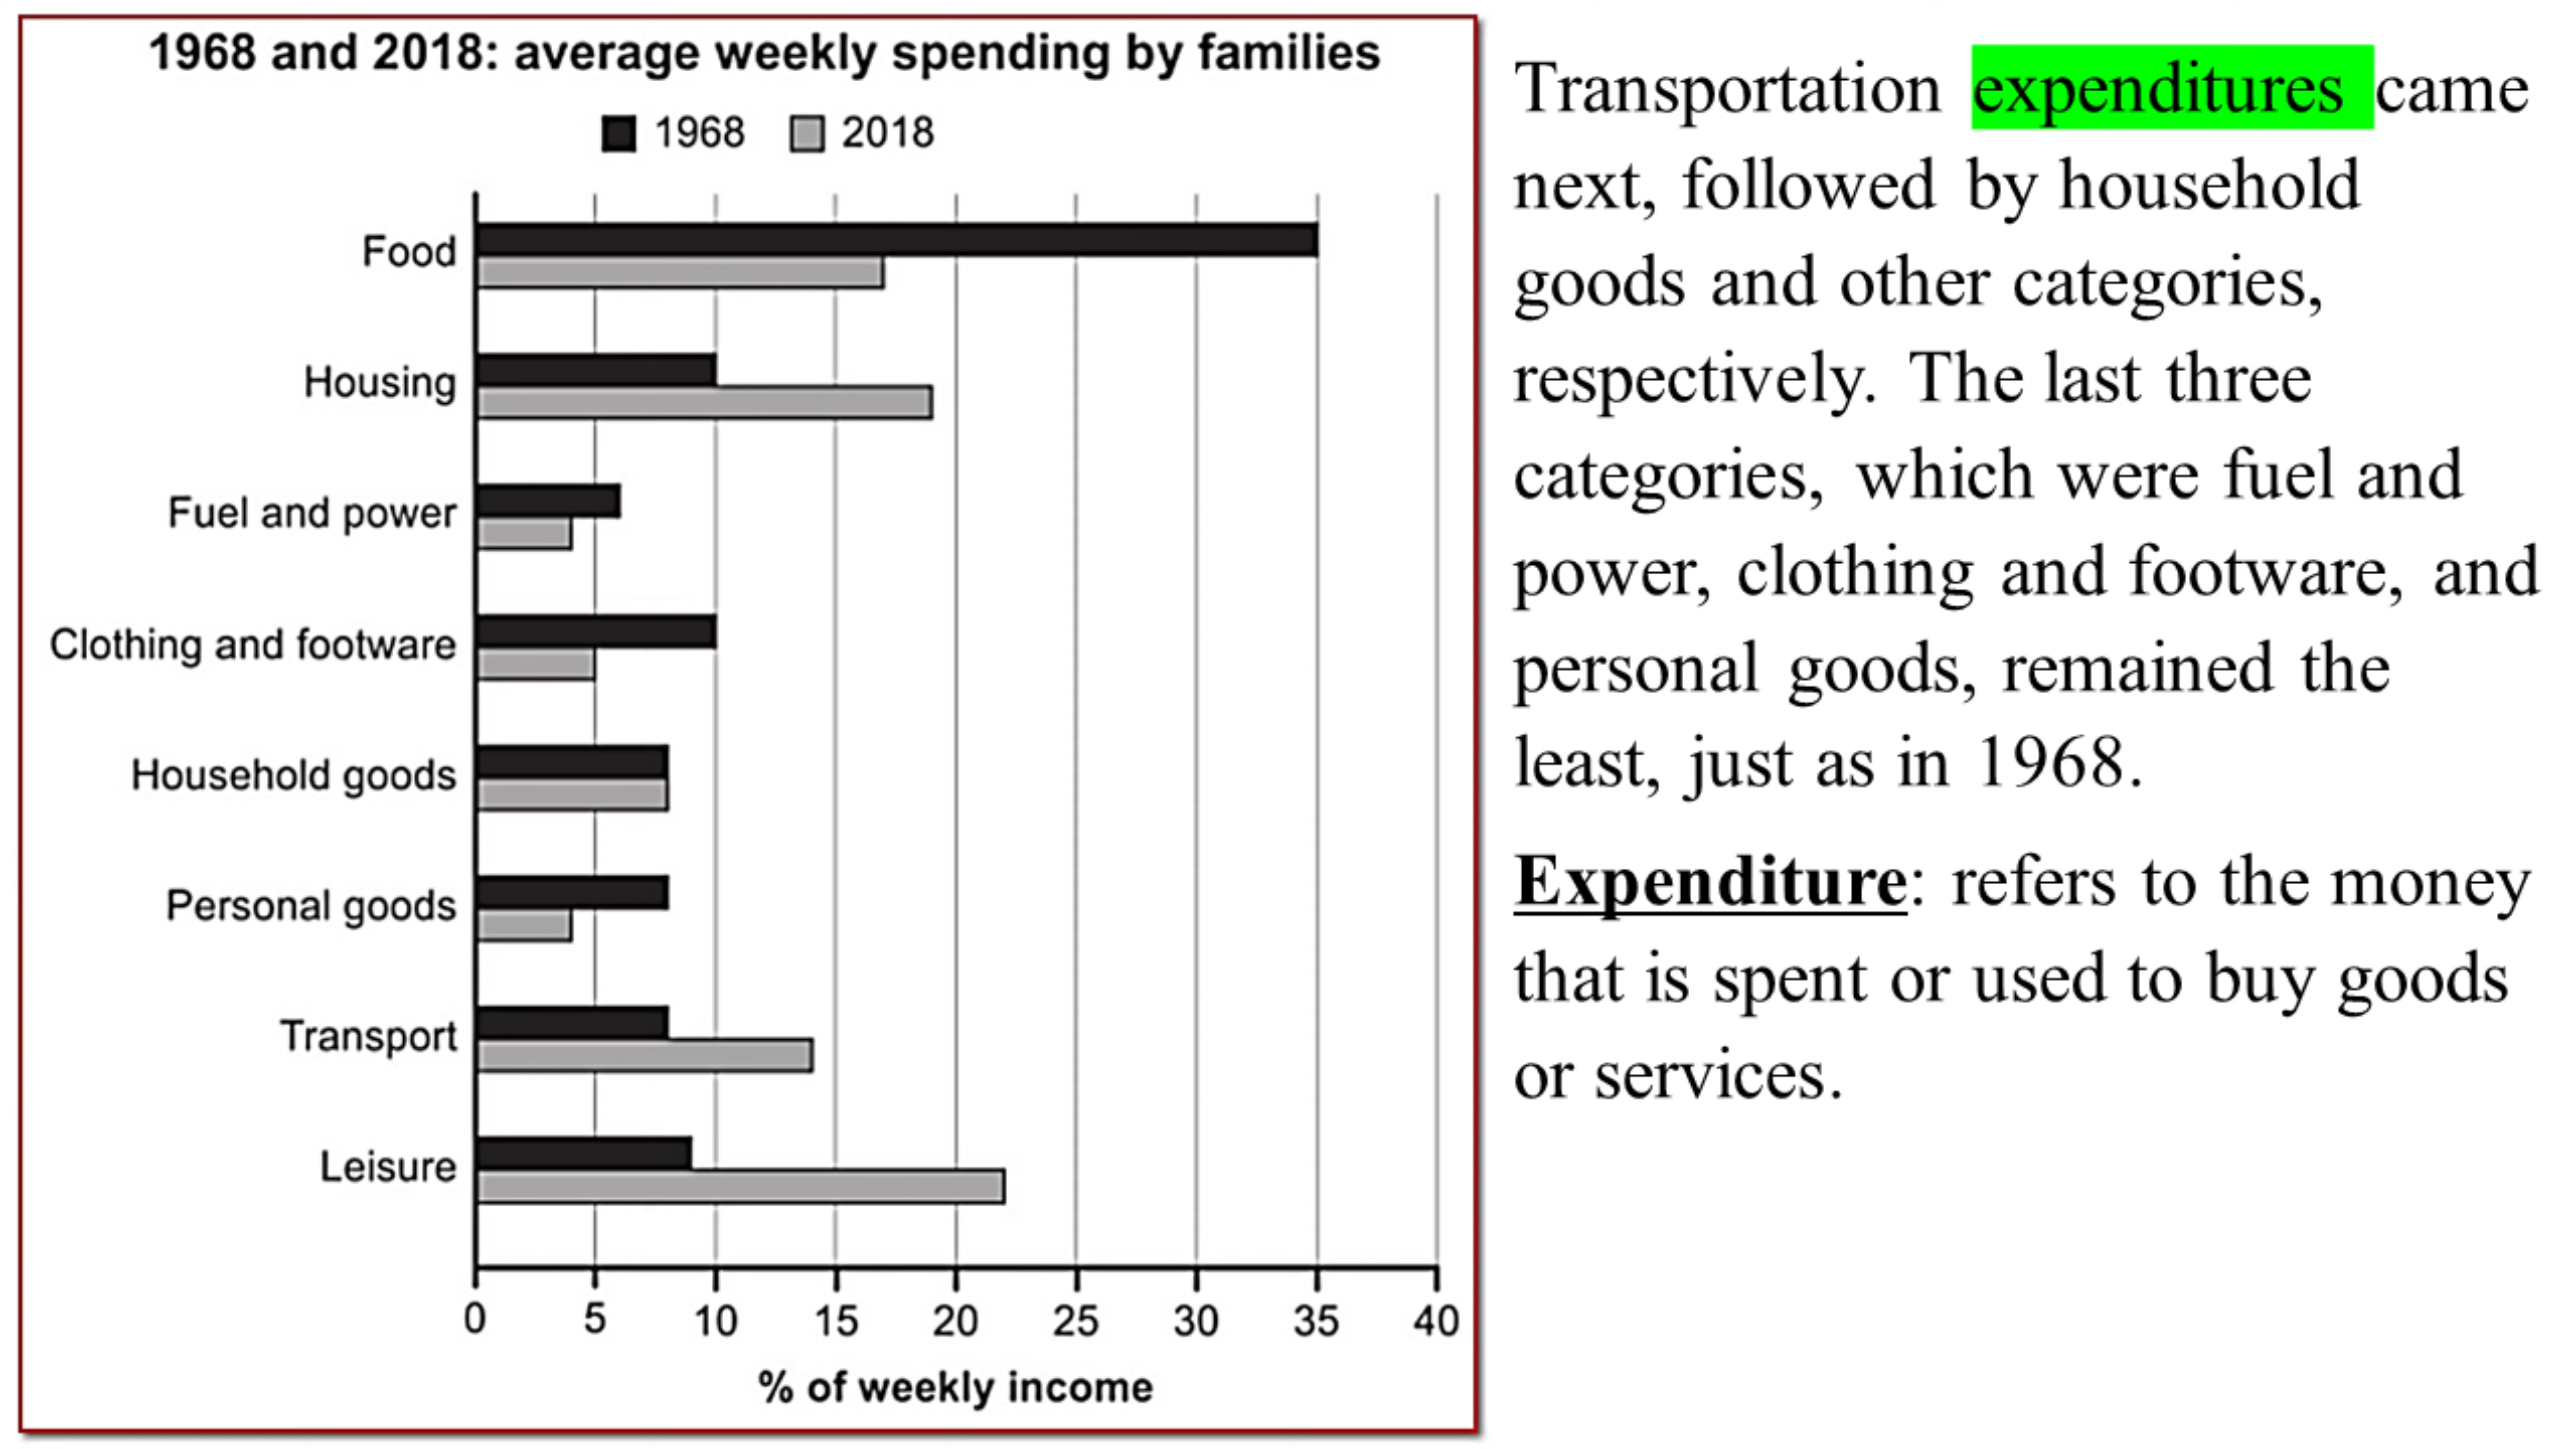 1968 and 2018: average weekly spending by families
1968 2018
Food
Housing
Fuel and power
Clothing and footware
Household goods
Personal goods
Transport
Leisure
0 5 10 15 20 25 30 35 40
% of weekly income
Transportation expenditures came
next, followed by household
goods and other categories,
respectively. The last three
categories, which were fuel and
power, clothing and footware, and
personal goods, remained the
least, just as in 1968.
Expenditure: refers to the money
that is spent or used to buy goods
or services.